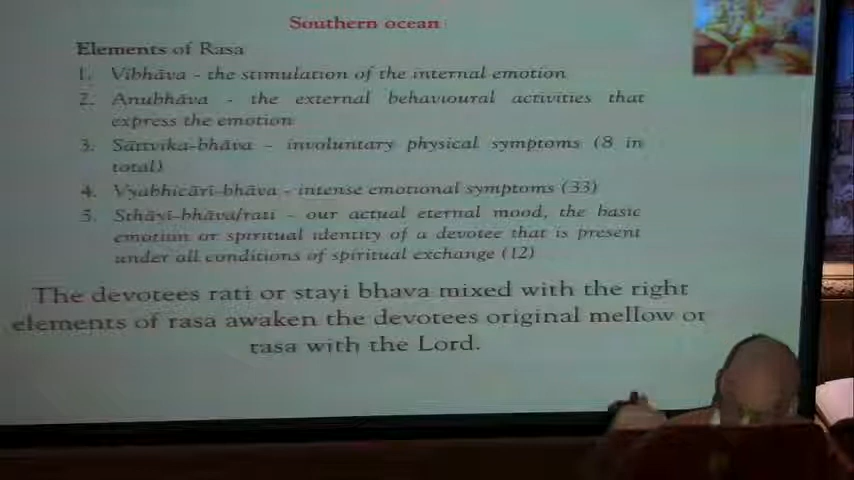 Southern ocean
Elements of Rasa
1. Vibhāva - the stimulation of the internal emotion
2. Anubhāva - the external behavioural activities that
express the emotion
3. Sāttvika-bhāva - involuntary physical symptoms (8 in
total)
4. Vyabhicāri-bhāva - intense emotional symptoms (33)
5. Sthāyi-bhāva/rati - our actual eternal mood, the basic
emotion or spiritual identity of a devotee that is present
under all conditions of spiritual exchange (12)
The devotees rati or stayi bhava mixed with the right
elements of rasa awaken the devotees original mellow or
rasa with the Lord.